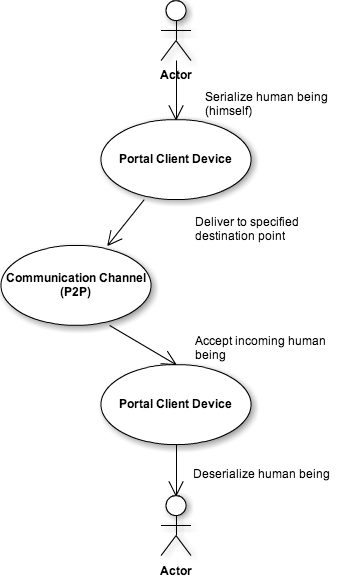 Actor
Serialize human being
(himself)
Portal Client Device
Deliver to specified
destination point
Communication Channel
(P2P)
Accept incoming human
being
Portal Client Device
Deserialize human being
Actor